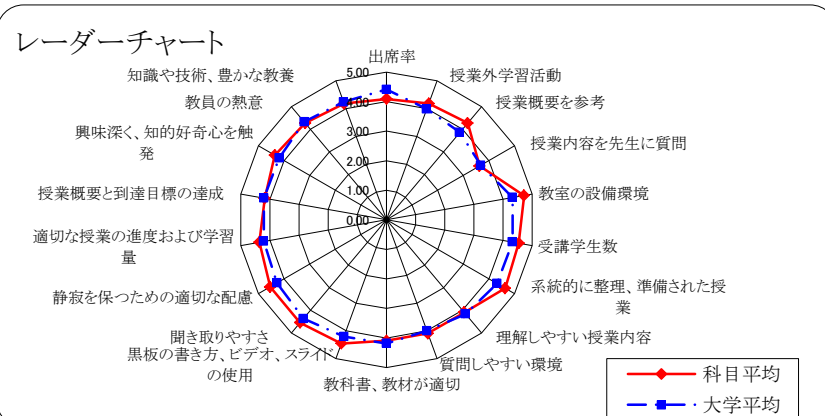 レーダーチャート
出席率
授業外学習活動
授業概要を参考
授業内容を先生に質問
教室の設備環境
受講学生数
系統的に整理、準備された授
業
理解しやすい授業内容
質問しやすい環境
教科書、教材が適切
黒板の書き方、ビデオ、スライド
の使用
聞き取りやすさ
静寂を保つための適切な配慮
適切な授業の進度および学習
量
授業概要と到達目標の達成
興味深く、知的好奇心を触
発
教員の熱意
知識や技術、豊かな教養
5.00
4.00
3.00
2.00
1.00
0.00
科目平均
大学平均